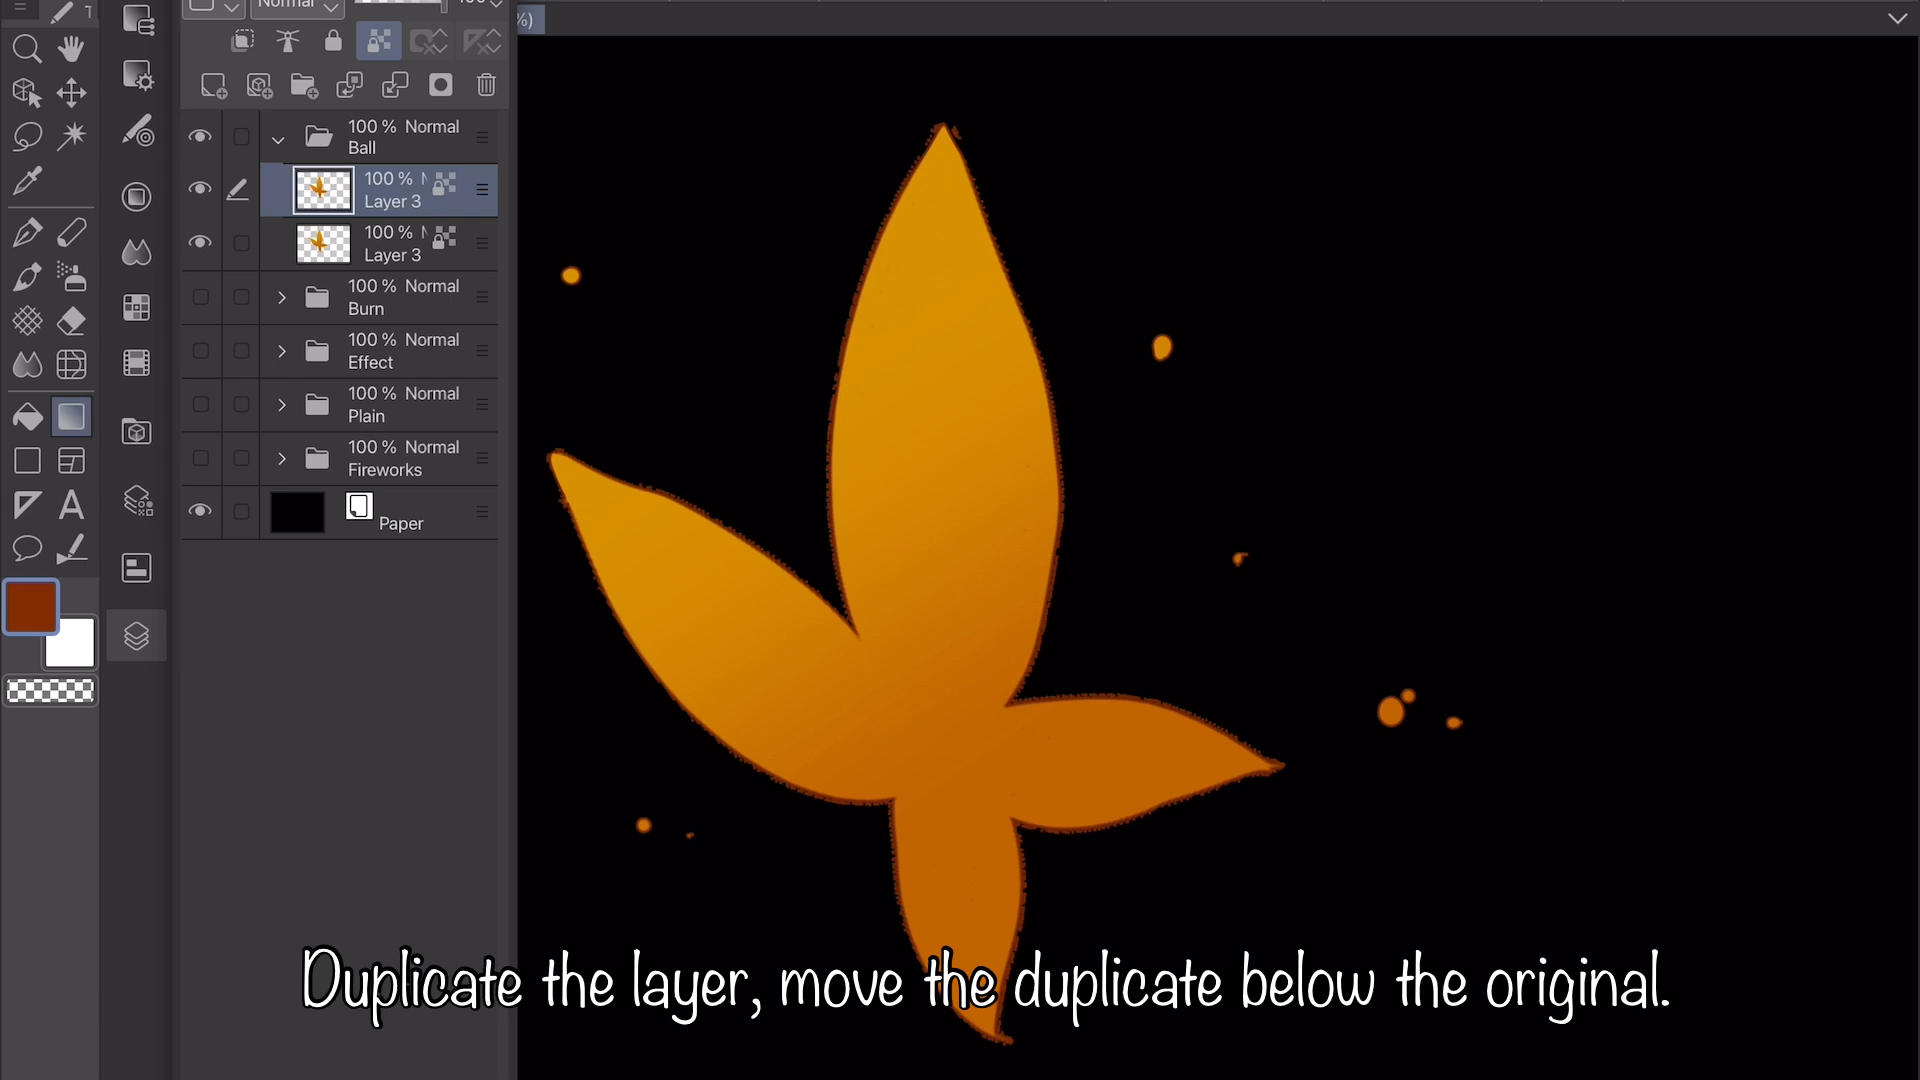 Normal
%)
100 % Normal
Ball
100 %
Layer 3
100 %
Layer 3
100 % Normal
Burn
100 % Normal
Effect
100 % Normal
Plain
100 % Normal
Fireworks
Paper
A
Duplicate the layer, move the duplicate below the original.